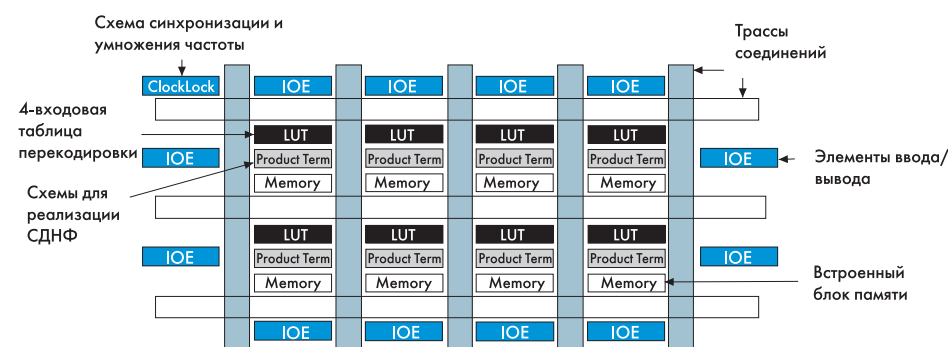 Схема синхронизации и
умножения частоты
Трассы
соединений
ClockLock
IOE
IOE
IOE
IOE
4-входовая
таблица
перекодировки
LUT
LUT
LUT
LUT
IOE
Product Term
Product Term
Product Term
Product Term
IOE
Элементы ввода/
вывода
Memory
Memory
Memory
Memory
Схемы для
реализации
СДНФ
LUT
LUT
LUT
LUT
IOE
Product Term
Product Term
Product Term
Product Term
IOE
Memory
Memory
Memory
Memory
Встроенный
блок памяти
IOE
IOE
IOE
IOE